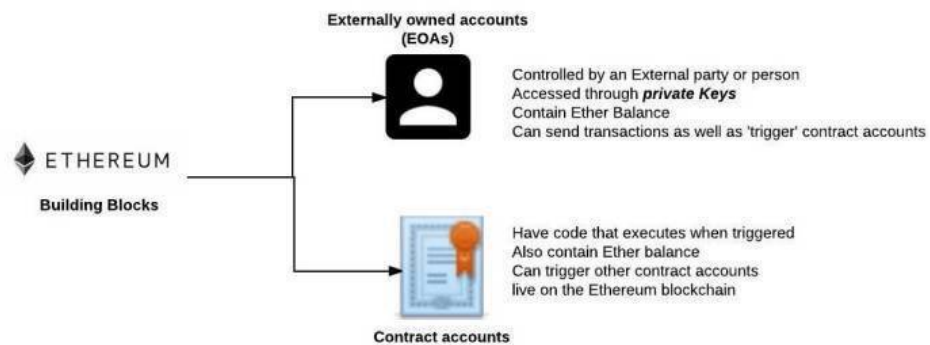 Externally owned accounts
(EOAs)
Controlled by an External party or person
Accessed through private Keys
Contain Ether Balance
Can send transactions as well as 'trigger' contract accounts
ETHEREUM
Building Blocks
Have code that executes when triggered
Also contain Ether balance
Can trigger other contract accounts
live on the Ethereum blockchain
Contract accounts